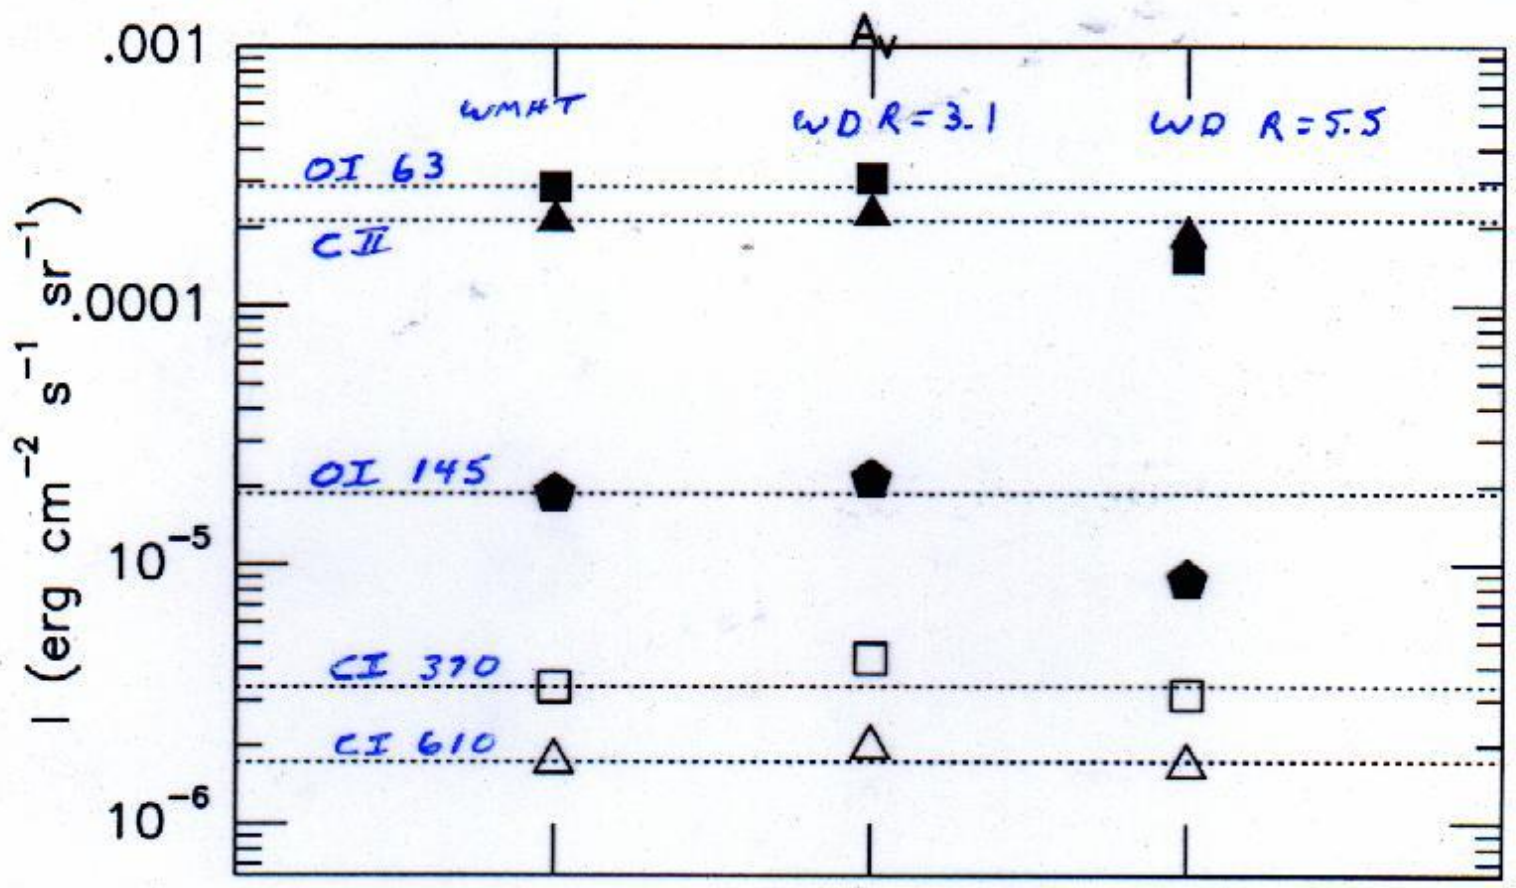 A_V
.001
WMHT WD R=3.1 WD R=5.5
OI 63
CII
.0001
OI 145
10^-5
CI 370
CI 610
10^-6
I (erg cm^-2 s^-1 sr^-1)